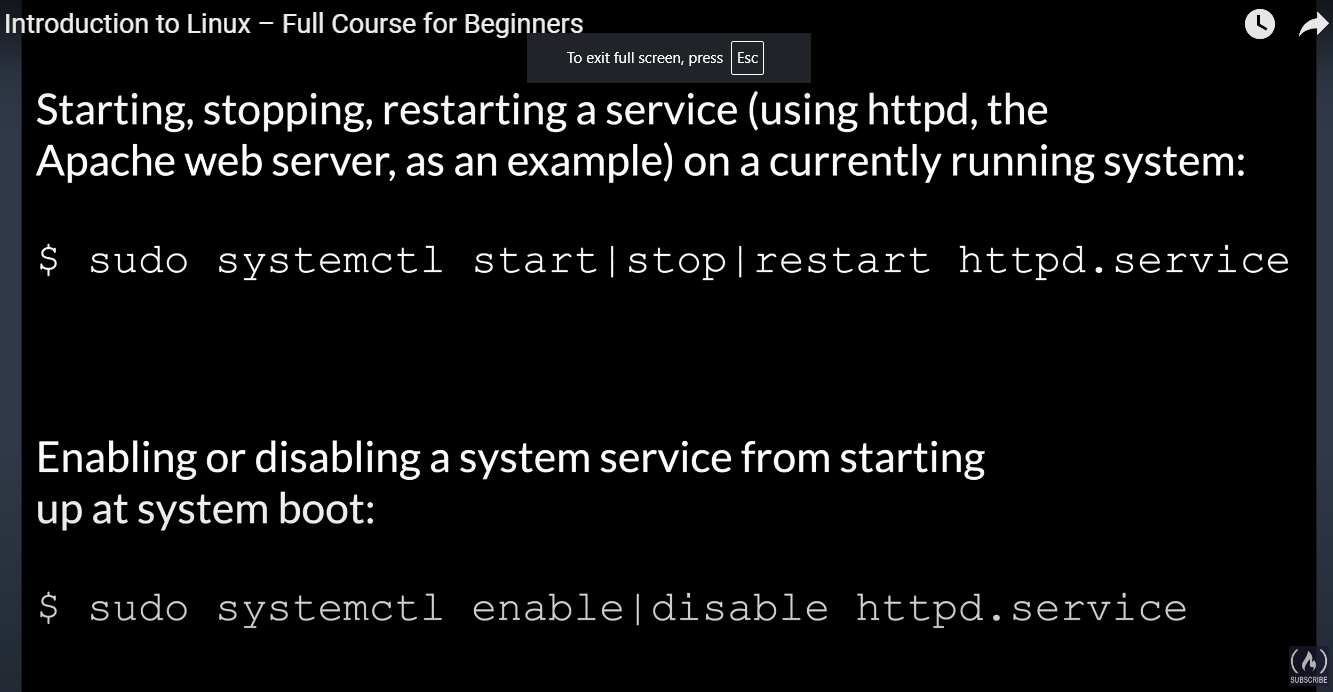 Introduction to Linux – Full Course for Beginners
To exit full screen, press Esc
Starting, stopping, restarting a service (using httpd, the
Apache web server, as an example) on a currently running system:
$ sudo systemctl start|stop|restart httpd.service
Enabling or disabling a system service from starting
up at system boot:
$ sudo systemctl enable|disable httpd.service
SUBSCRIBE